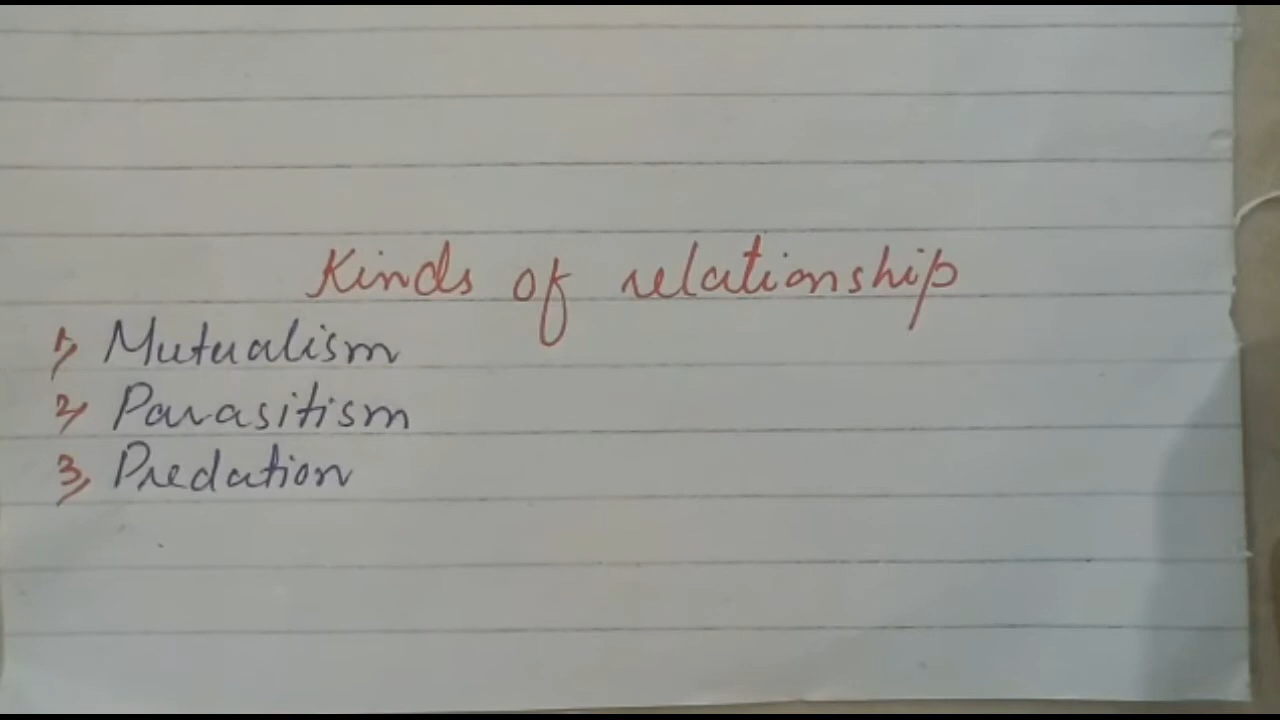 Kinds of relationship
1, Mutualism
2, Parasitism
3, Predation